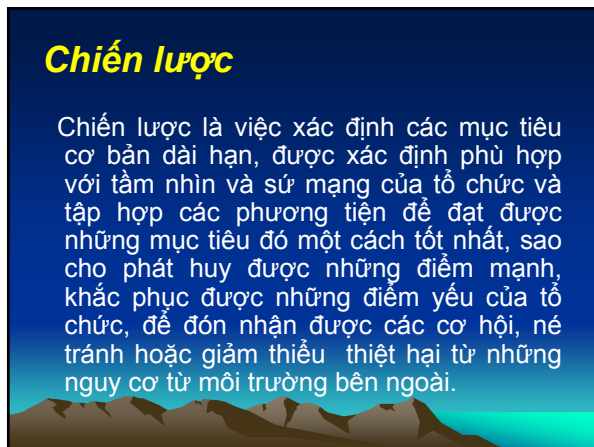 Chiến lược
Chiến lược là việc xác định các mục tiêu
cơ bản dài hạn, được xác định phù hợp
với tầm nhìn và sứ mạng của tổ chức và
tập hợp các phương tiện để đạt được
những mục tiêu đó một cách tốt nhất, sao
cho phát huy được những điểm mạnh,
khắc phục được những điểm yếu của tổ
chức, để đón nhận được các cơ hội, né
tránh hoặc giảm thiểu  thiệt hại từ những
nguy cơ từ môi trường bên ngoài.